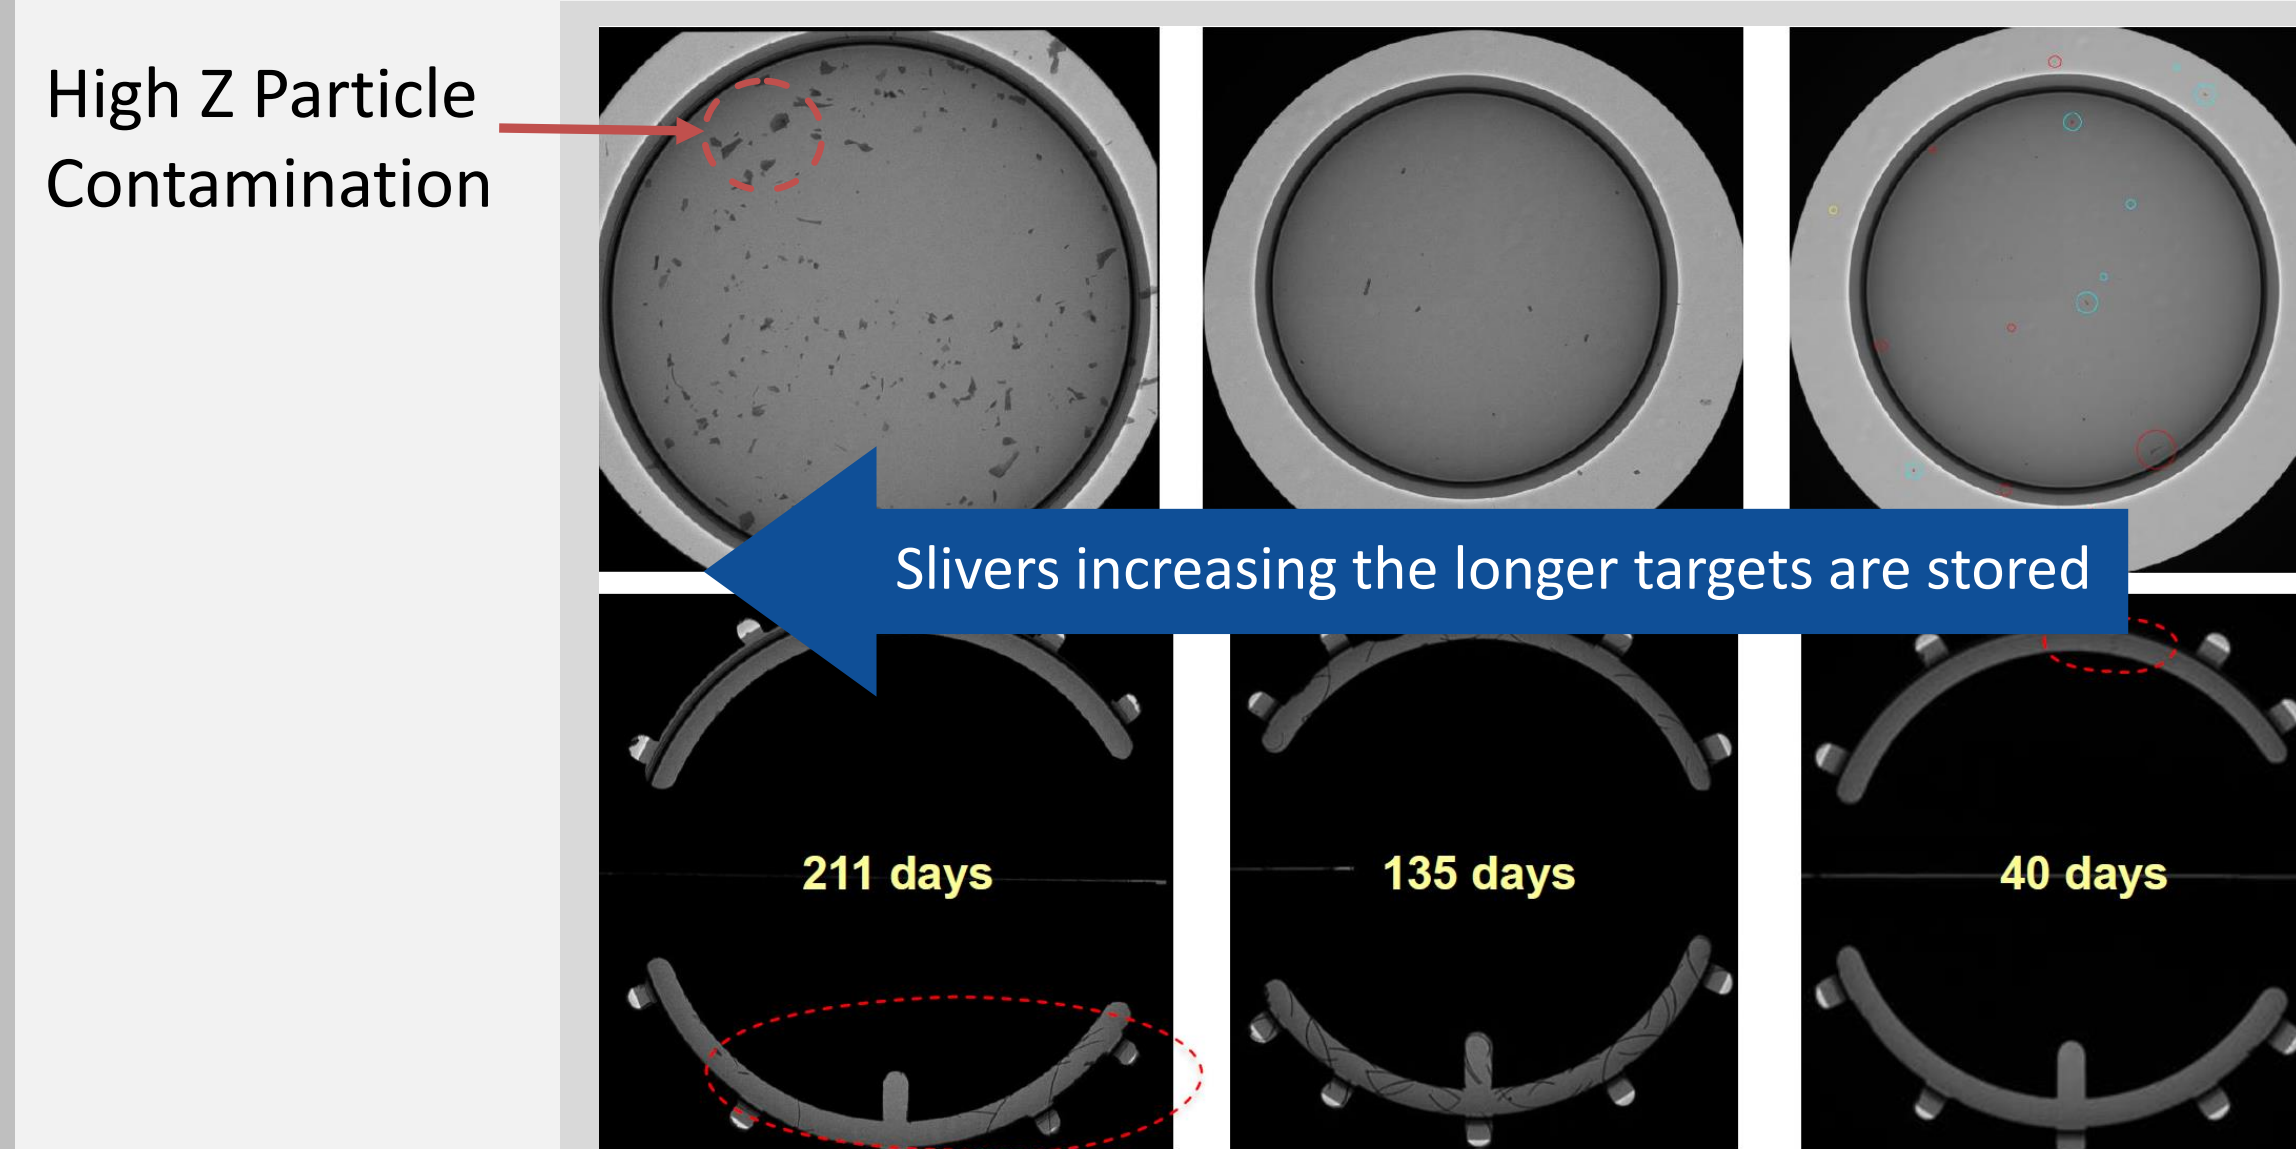 High Z Particle
Contamination
Slivers increasing the longer targets are stored
211 days
135 days
40 days